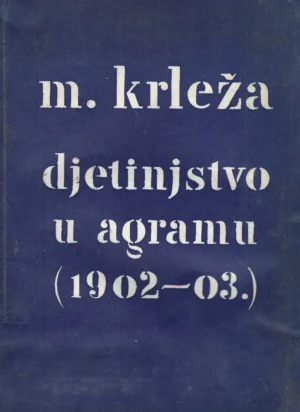 m. krleža
djetinjstvo
u agramu
(1902—03.)